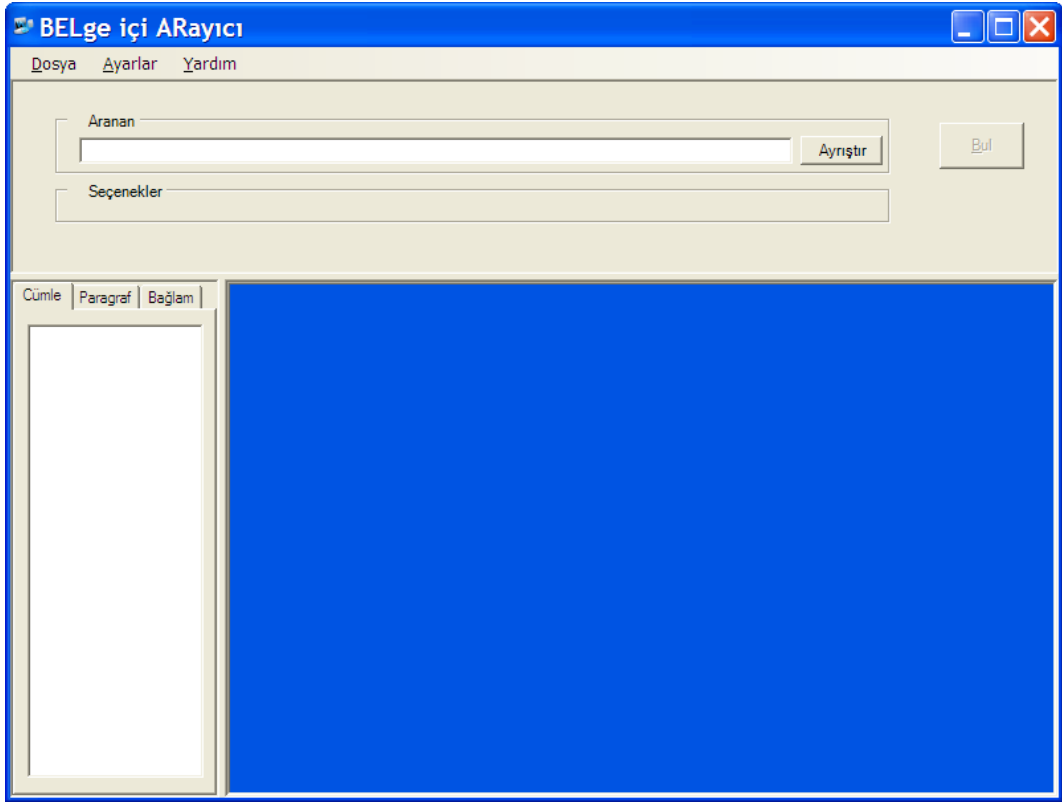 BELge içi ARayıcı
Dosya Ayarlar Yardım
Aranan
Ayrıştır
Bul
Seçenekler
Cümle Paragraf Bağlam